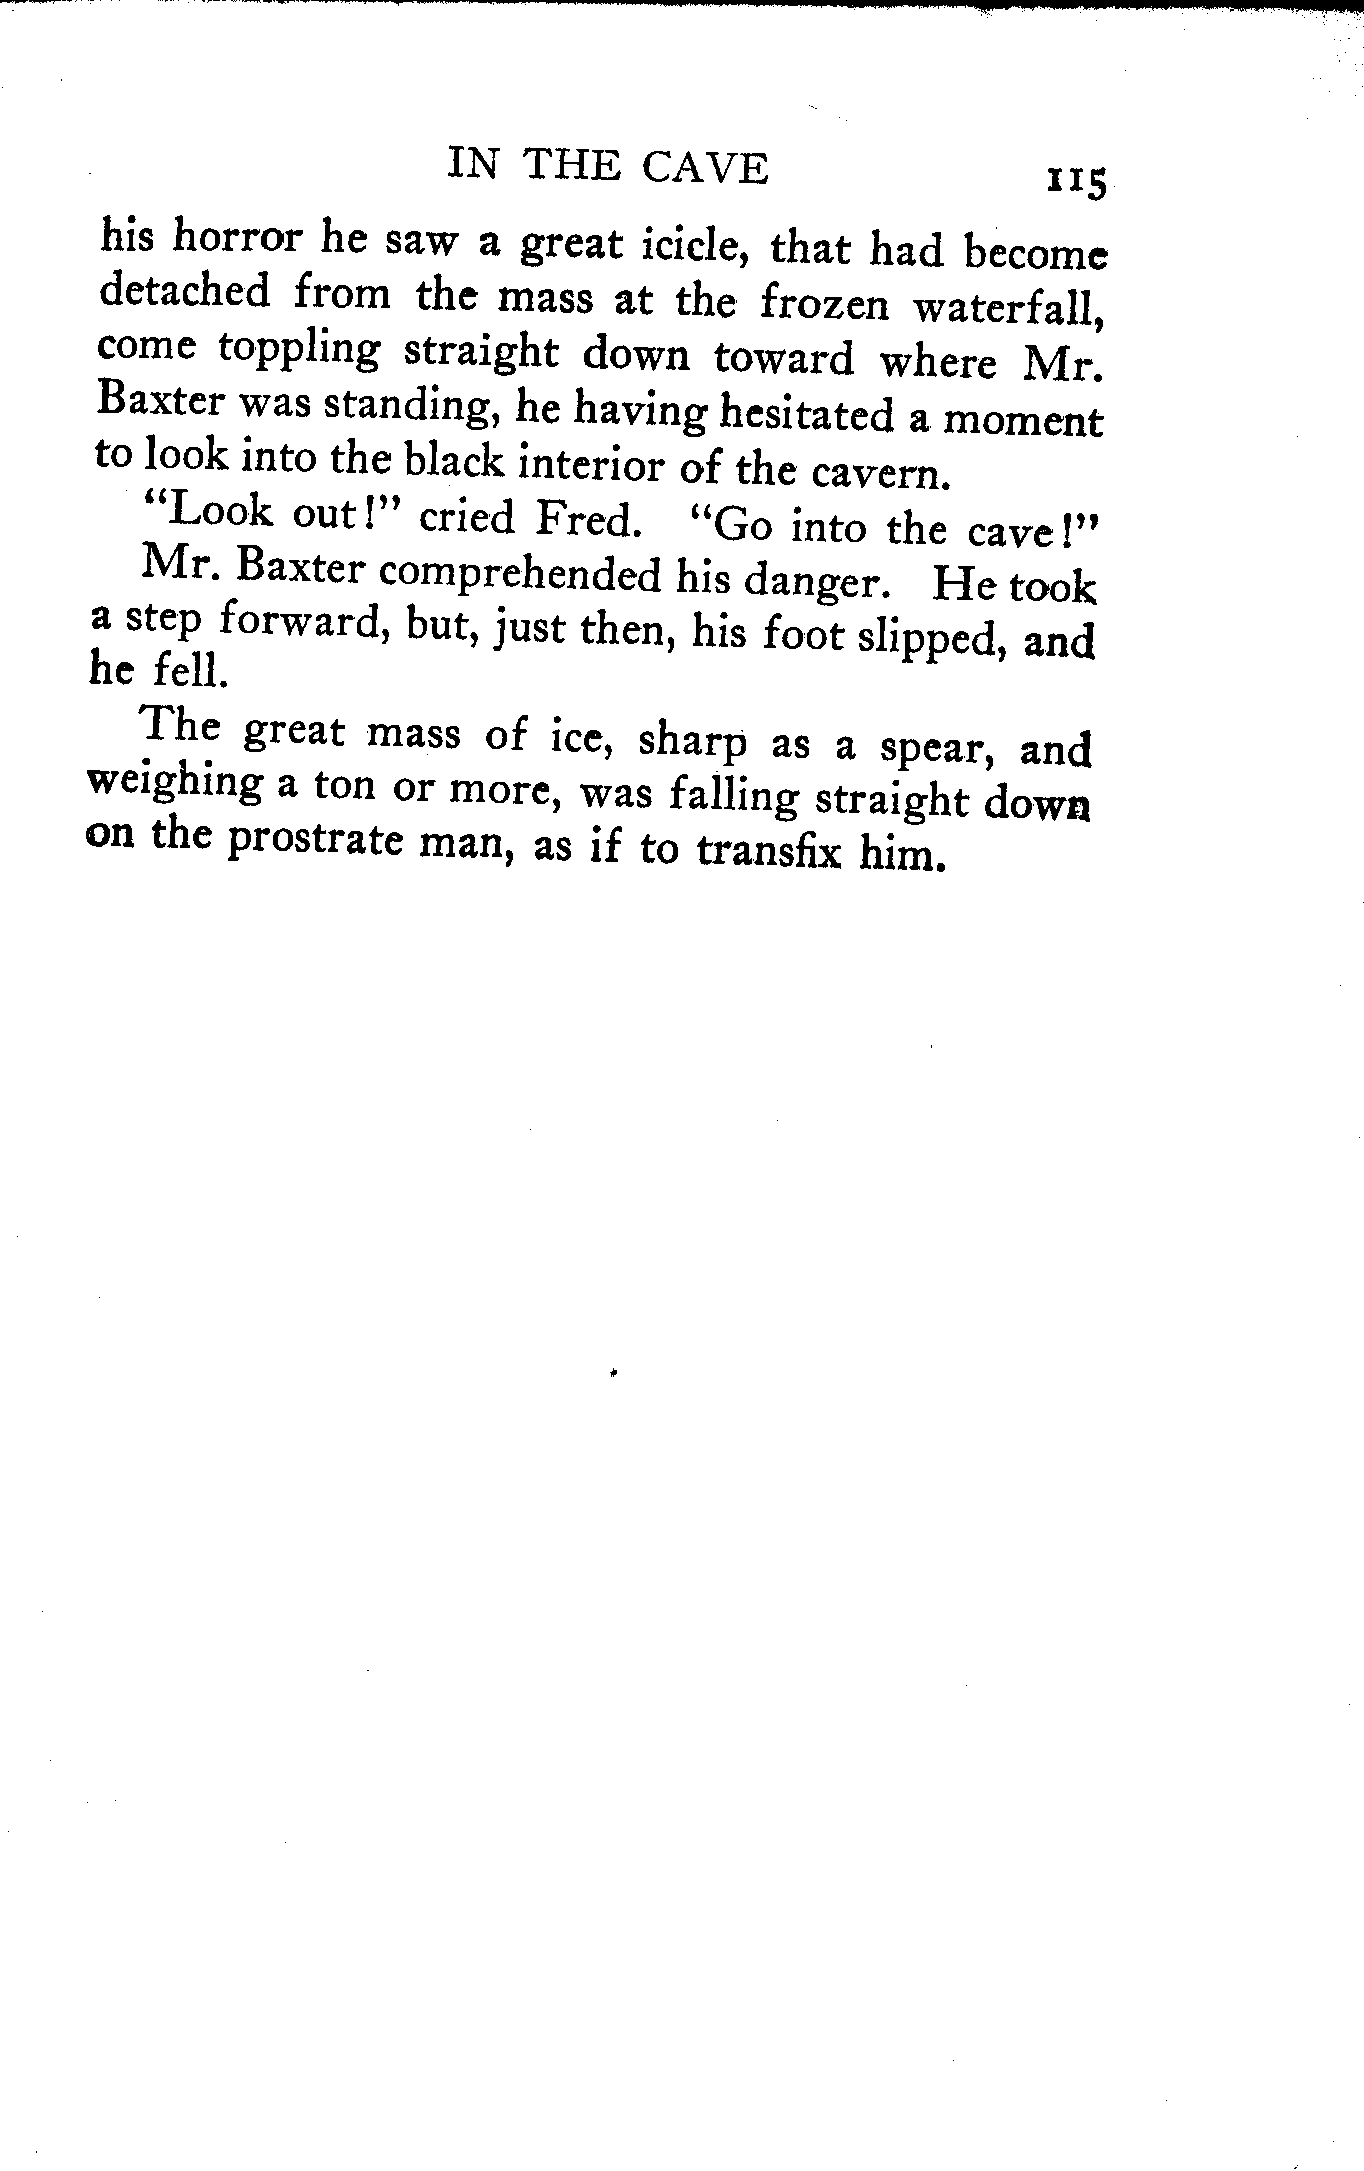 IN THE CAVE 115
his horror he saw a great icicle, that had become
detached from the mass at the frozen waterfall,
come toppling straight down toward where Mr.
Baxter was standing, he having hesitated a moment
to look into the black interior of the cavern.
“Look out!” cried Fred. “Go into the cave!”
Mr. Baxter comprehended his danger. He took
a step forward, but, just then, his foot slipped, and
he fell.
The great mass of ice, sharp as a spear, and
weighing a ton or more, was falling straight down
on the prostrate man, as if to transfix him.